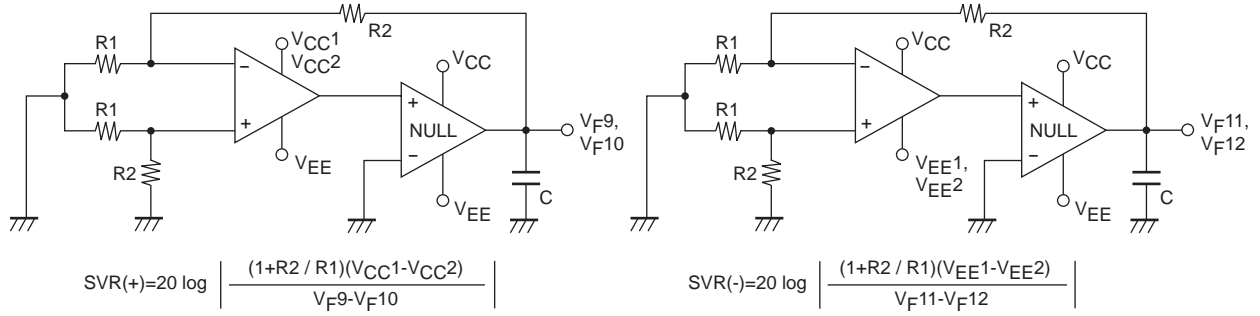 R2
R1
VCC1
VCC2
−
+
R1
R2
VEE
VCC
+
NULL
−
VEE
VF9,
VF10
C
SVR(+)=20 log | (1+R2 / R1)(VCC1-VCC2) / VF9-VF10 |
R2
R1
VCC
−
+
R1
R2
VEE1,
VEE2
VCC
+
NULL
−
VEE
VF11,
VF12
C
SVR(-)=20 log | (1+R2 / R1)(VEE1-VEE2) / VF11-VF12 |